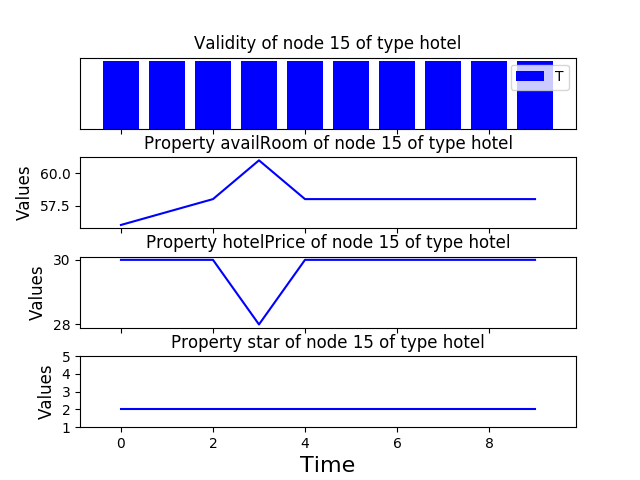 Validity of node 15 of type hotel
T
Property availRoom of node 15 of type hotel
Values
60.0
57.5
Property hotelPrice of node 15 of type hotel
Values
30
28
Property star of node 15 of type hotel
Values
5
4
3
2
1
0 2 4 6 8
Time